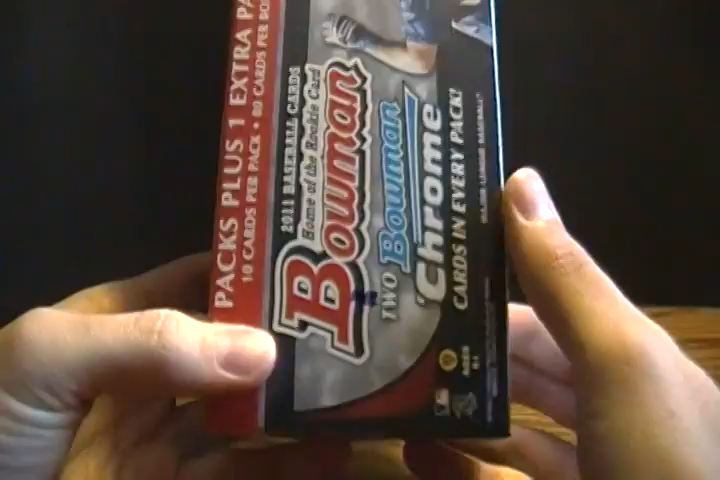 PACKS PLUS 1 EXTRA PA
10 CARDS PER PACK • 80 CARDS PER BO
2011 BASEBALL CARDS
Home of the Rookie Card
Bowman
TWO Bowman
Chrome
CARDS IN EVERY PACK!